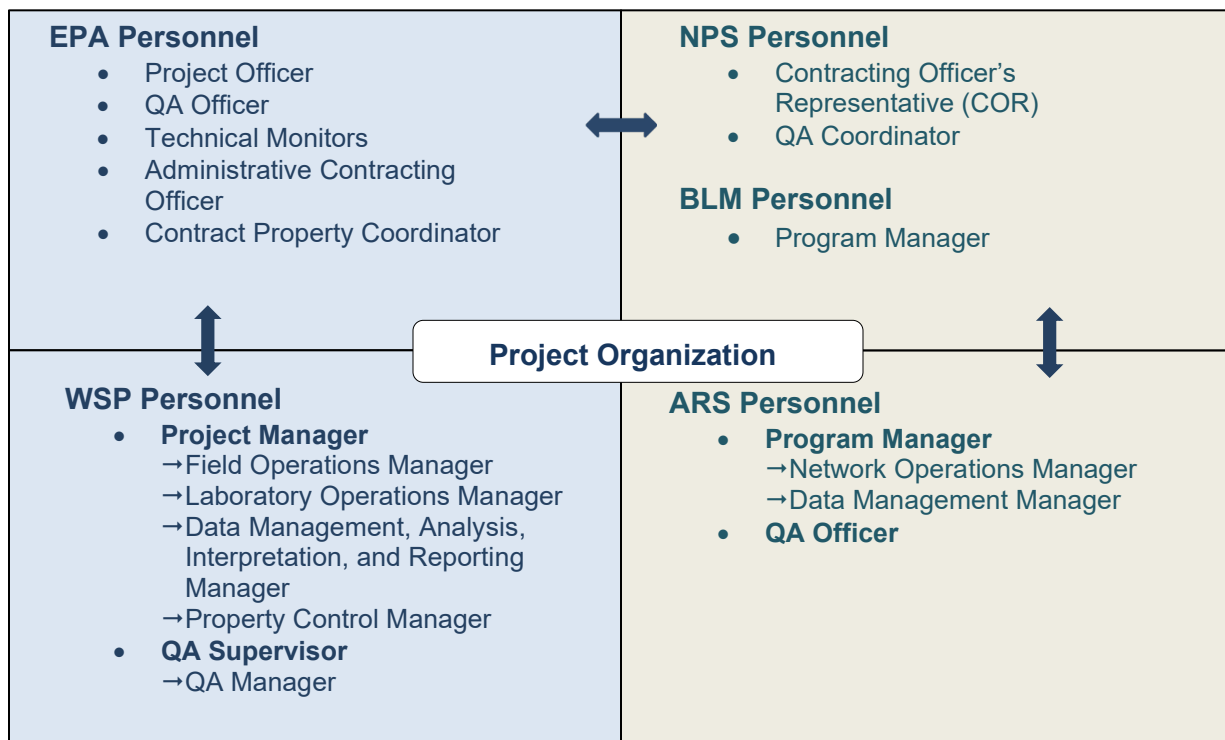 EPA Personnel
• Project Officer
• QA Officer
• Technical Monitors
• Administrative Contracting
Officer
• Contract Property Coordinator
NPS Personnel
• Contracting Officer’s
Representative (COR)
• QA Coordinator
BLM Personnel
• Program Manager
Project Organization
WSP Personnel
• Project Manager
→Field Operations Manager
→Laboratory Operations Manager
→Data Management, Analysis,
Interpretation, and Reporting
Manager
→Property Control Manager
• QA Supervisor
→QA Manager
ARS Personnel
• Program Manager
→Network Operations Manager
→Data Management Manager
• QA Officer